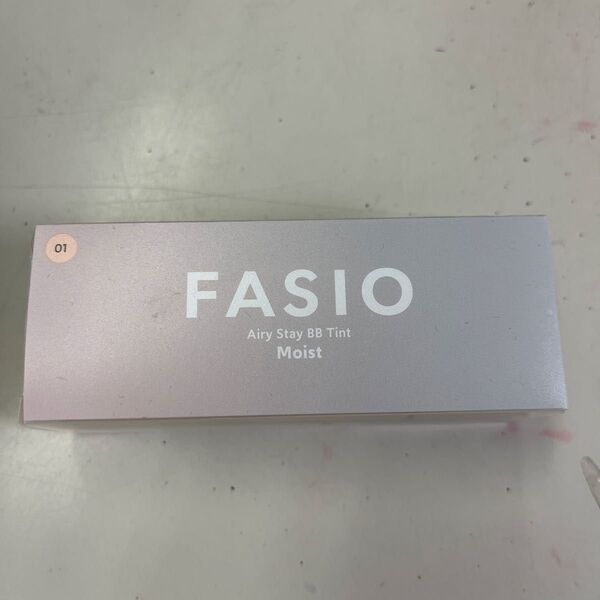 01
FASIO
Airy Stay BB Tint
Moist